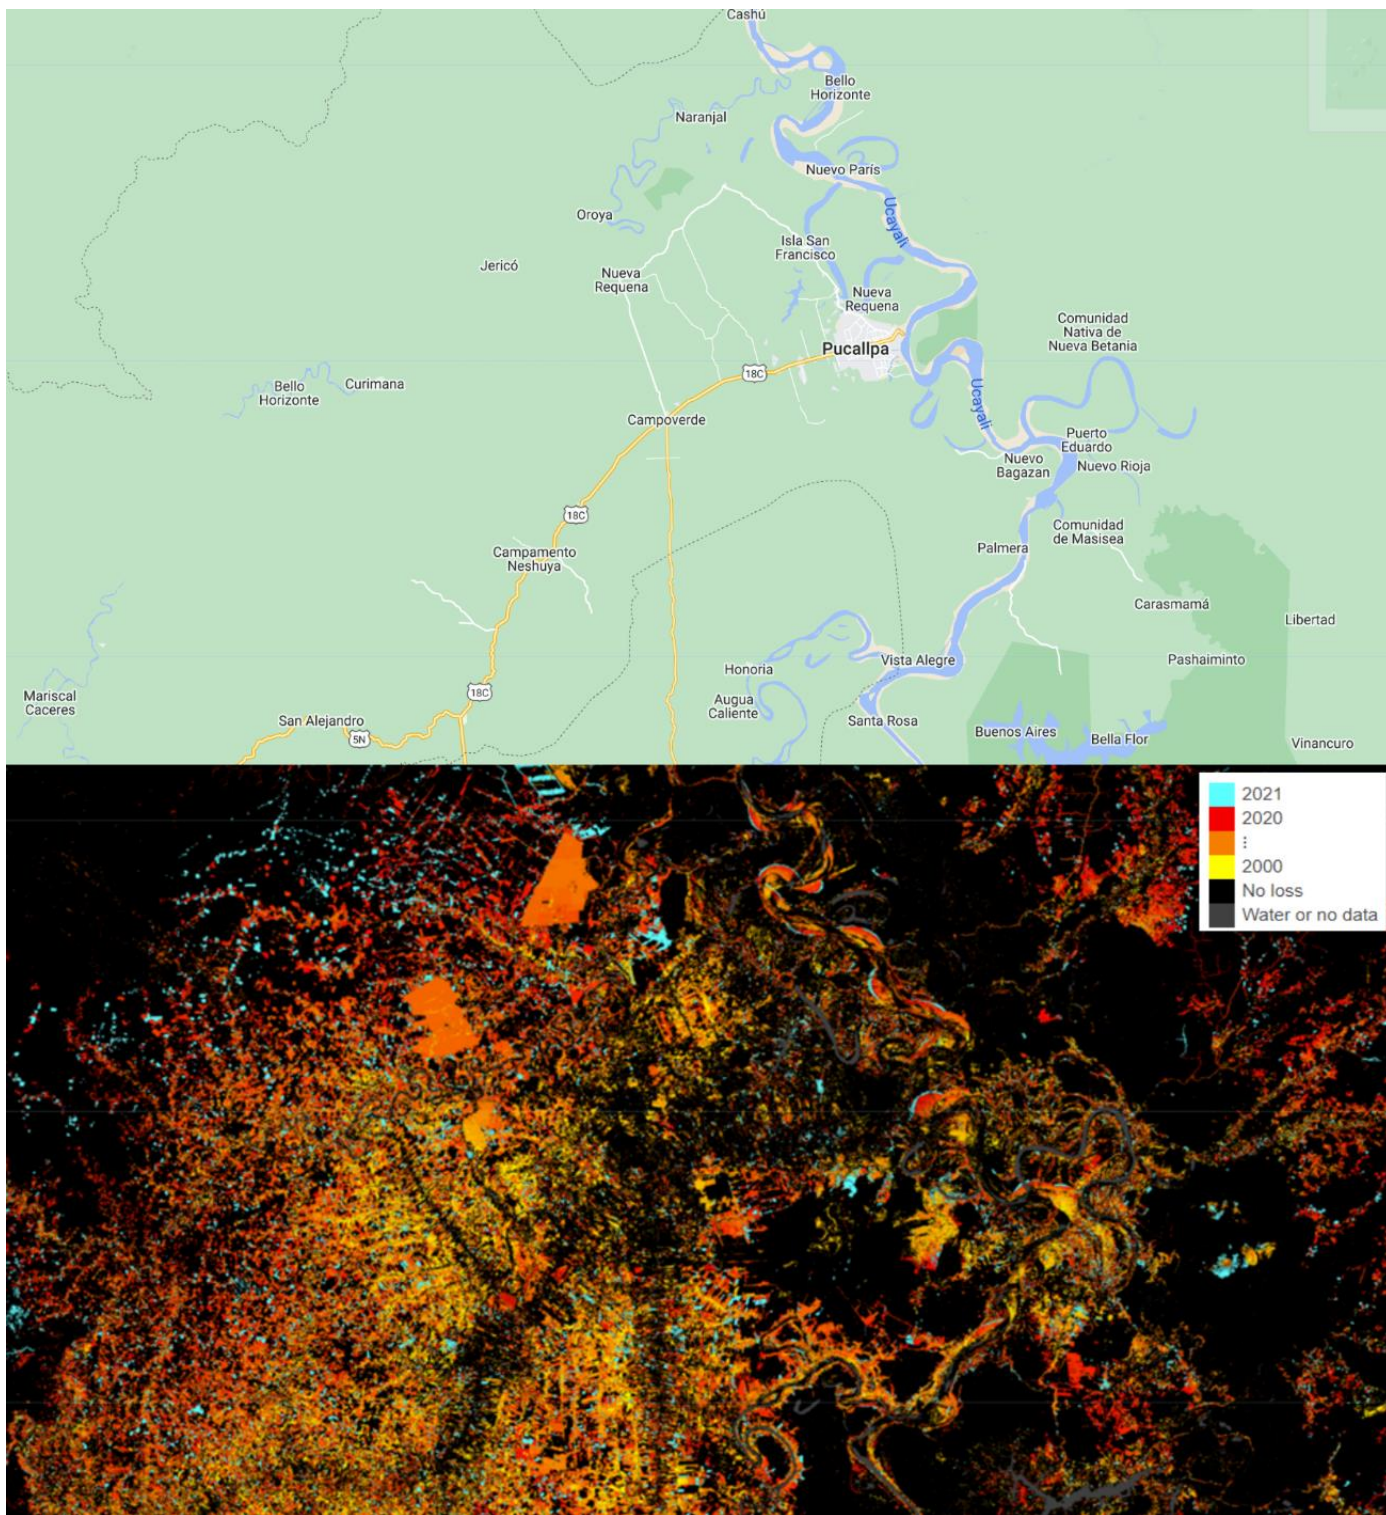 Cashú
Bello
Horizonte
Naranjal
Nuevo París
Oroya
Ucayali
Isla San
Francisco
Jericó
Nueva
Requena
Nueva
Requena
Comunidad
Nativa de
Nueva Betania
Pucallpa
18C
Bello
Horizonte
Curimana
Ucayali
Campoverde
Puerto
Eduardo
Nuevo
Bagazan
Nuevo Rioja
18C
Comunidad
de Masisea
Campamento
Neshuya
Palmera
Carasmamá
Libertad
Honoria
Vista Alegre
Pashaiminto
Mariscal
Caceres
18C
Augua
Caliente
San Alejandro
5N
Santa Rosa
Buenos Aires
Bella Flor
Vinancuro
2021
2020
:
2000
No loss
Water or no data